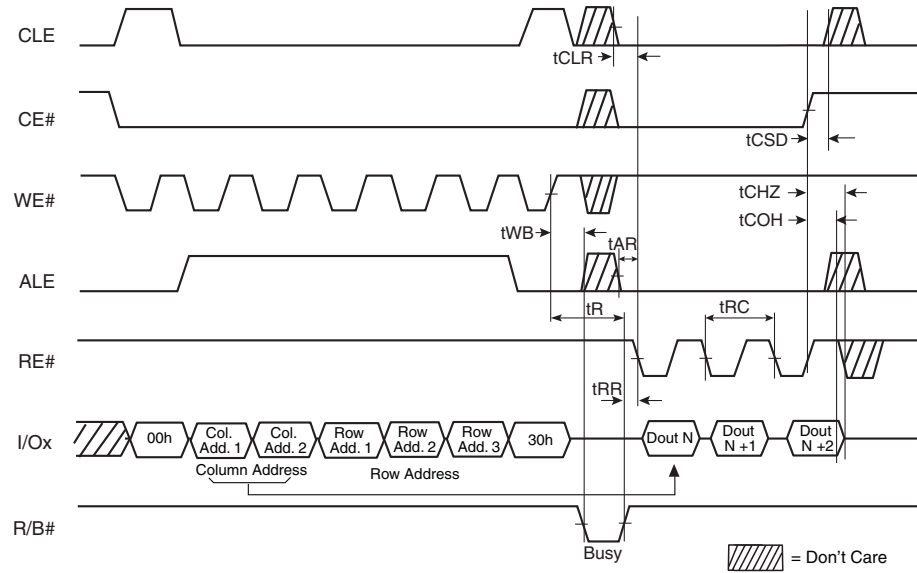 CLE
tCLR
CE#
tCSD
WE#
tCHZ
tCOH
tWB
tAR
ALE
tR
tRC
RE#
tRR
I/Ox
00h
Col.
Add. 1
Col.
Add. 2
Row
Add. 1
Row
Add. 2
Row
Add. 3
30h
Dout N
Dout
N +1
Dout
N +2
Column Address
Row Address
R/B#
Busy
= Don't Care